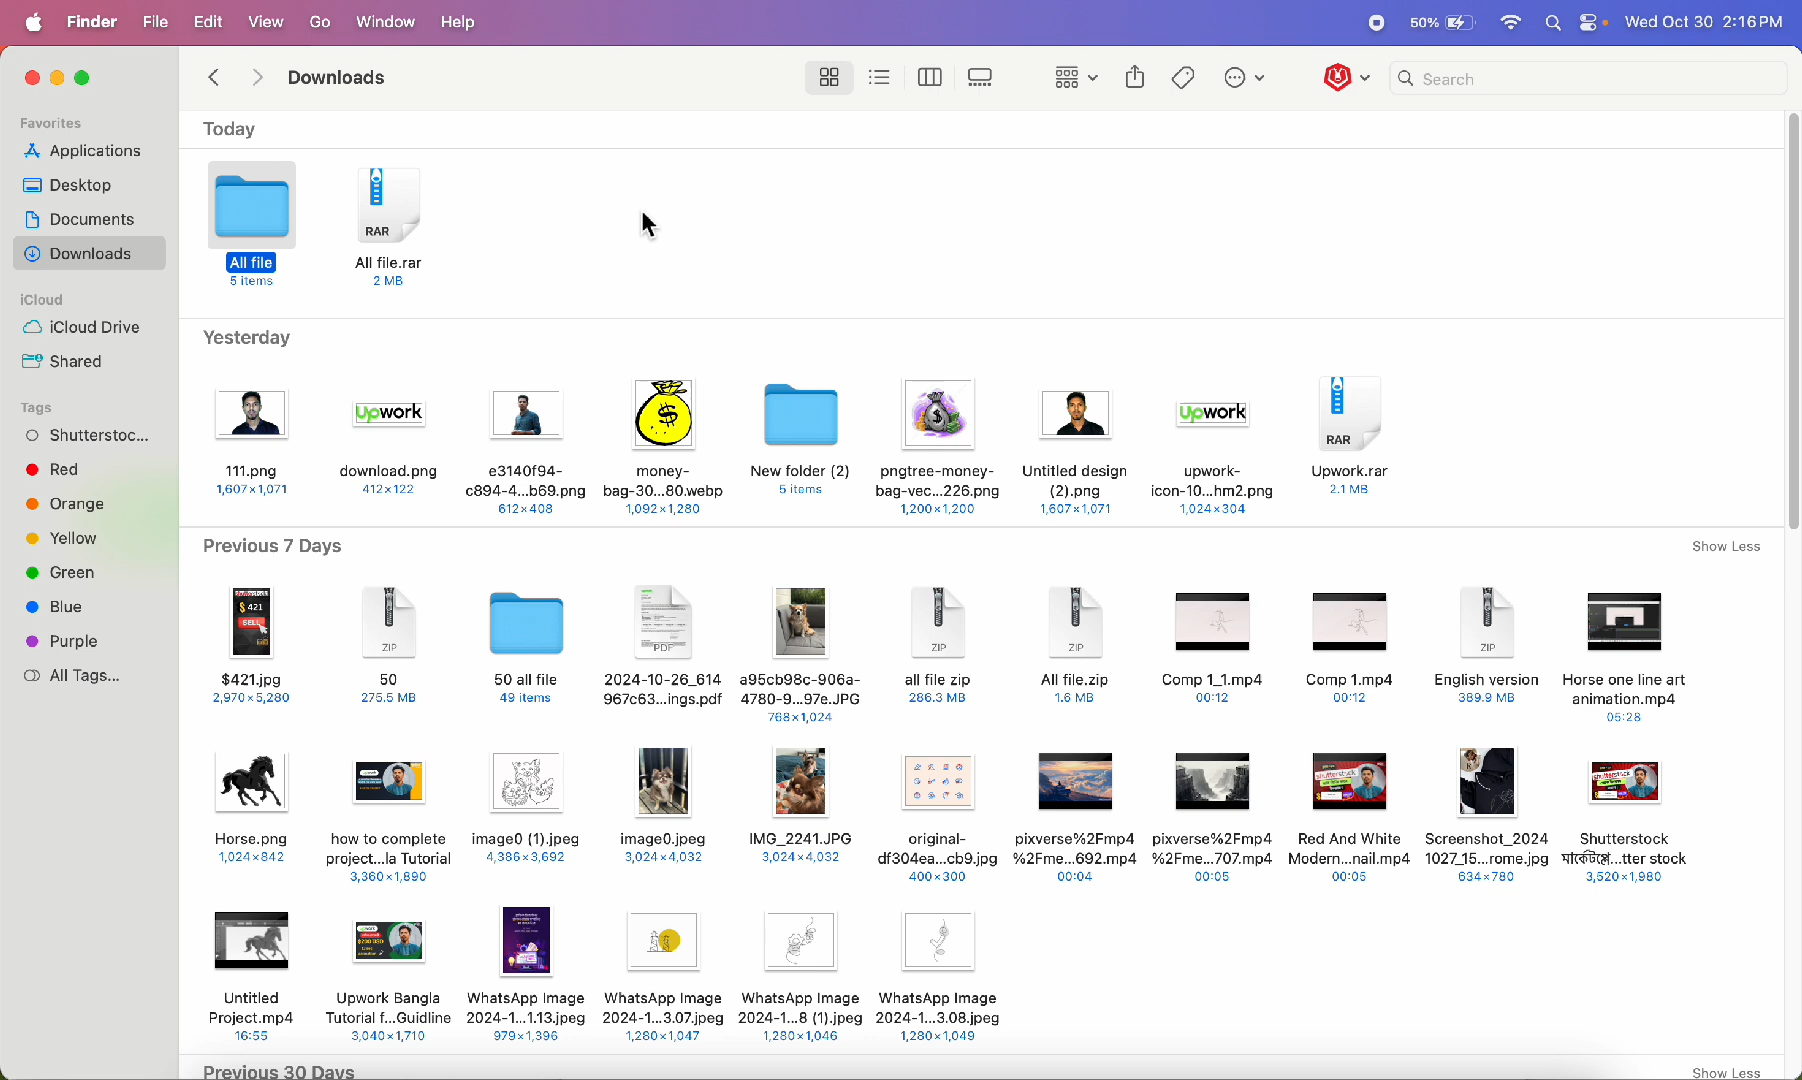 Finder File Edit View Go Window Help 50% Wed Oct 30 2:16 PM
Downloads
Search
Favorites
Applications
Desktop
Documents
Downloads
iCloud
iCloud Drive
Shared
Tags
Shutterstoc...
Red
Orange
Yellow
Green
Blue
Purple
All Tags...
Today
RAR
All file All file.rar
5 items 2 MB
Yesterday
upwork upwork RAR
111.png download.png e3140f94- money- New folder (2) pngtree-money- Untitled design upwork- Upwork.rar
c894-4...b69.png bag-30...80.webp bag-vec...226.png (2).png icon-10...hm2.png
1,607×1,071 412×122 612×408 1,092×1,280 5 items 1,200×1,200 1,607×1,071 1,024×304 2.1 MB
Previous 7 Days Show Less
$ 421
SELL
ZIP PDF ZIP ZIP ZIP
$421.jpg 50 50 all file 2024-10-26_614 a95cb98c-906a- all file zip All file.zip Comp 1_1.mp4 Comp 1.mp4 English version Horse one line art
967c63...ings.pdf 4780-9...97e.JPG animation.mp4
2,970×5,280 275.5 MB 49 items 768×1,024 286.3 MB 1.6 MB 00:12 00:12 389.9 MB 05:28
Horse.png how to complete image0 (1).jpeg image0.jpeg IMG_2241.JPG original- pixverse%2Fmp4 pixverse%2Fmp4 Red And White Screenshot_2024 Shutterstock
project...la Tutorial df304ea...cb9.jpg %2Fme...692.mp4 %2Fme...707.mp4 Modern...nail.mp4 1027_15...rome.jpg মার্কেটপ্লে...tter stock
1,024×842 3,360×1,890 4,386×3,692 3,024×4,032 3,024×4,032 400×300 00:04 00:05 00:05 634×780 3,520×1,980
Untitled Upwork Bangla WhatsApp Image WhatsApp Image WhatsApp Image WhatsApp Image
Project.mp4 Tutorial f...Guidline 2024-1...1.13.jpeg 2024-1...3.07.jpeg 2024-1...8 (1).jpeg 2024-1...3.08.jpeg
16:55 3,040×1,710 979×1,396 1,280×1,047 1,280×1,046 1,280×1,049
Previous 30 Days Show Less